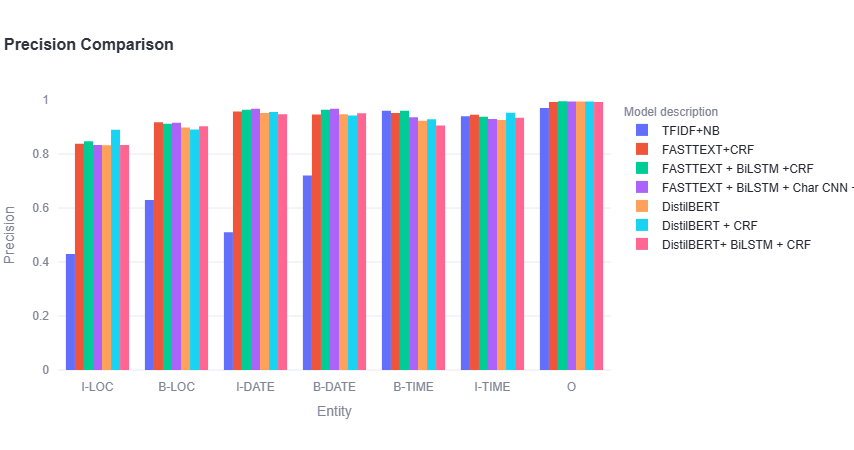 Precision Comparison
Model description
TFIDF+NB
FASTTEXT+CRF
FASTTEXT + BiLSTM +CRF
FASTTEXT + BiLSTM + Char CNN -
DistilBERT
DistilBERT + CRF
DistilBERT+ BiLSTM + CRF
Precision
1
0.8
0.6
0.4
0.2
0
I-LOC B-LOC I-DATE B-DATE B-TIME I-TIME O
Entity